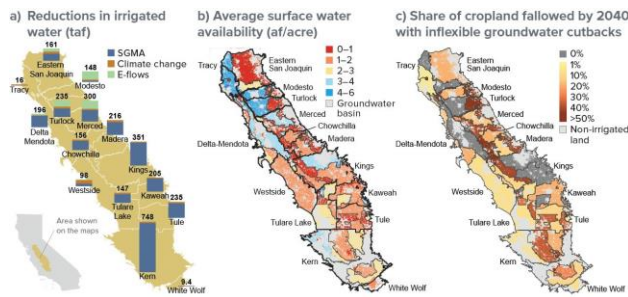 a) Reductions in irrigated
water (taf)
SGMA
Climate change
E-flows
161
Eastern
San Joaquin
148
Modesto
16
Tracy
235
Turlock
300
Merced
196
Delta
Mendota
216
Madera
156
Chowchilla
351
Kings
98
Westside
205
Kaweah
147
Tulare
Lake
235
Tule
748
Kern
9.4
White Wolf
Area shown
on the maps
b) Average surface water
availability (af/acre)
0–1
1–2
2–3
3–4
4–6
Groundwater
basin
Eastern
San Joaquin
Tracy
Modesto
Turlock
Merced
Chowchilla
Madera
Delta-Mendota
Kings
Westside
Kaweah
Tulare Lake
Tule
Kern
White Wolf
c) Share of cropland fallowed by 2040
with inflexible groundwater cutbacks
0%
1%
10%
20%
30%
>50%
Non-irrigated
land
Eastern
San Joaquin
Tracy
Modesto
Turlock
Merced
Chowchilla
Madera
Delta-Mendota
Kings
Westside
Kaweah
Tulare Lake
Tule
Kern
White Wolf